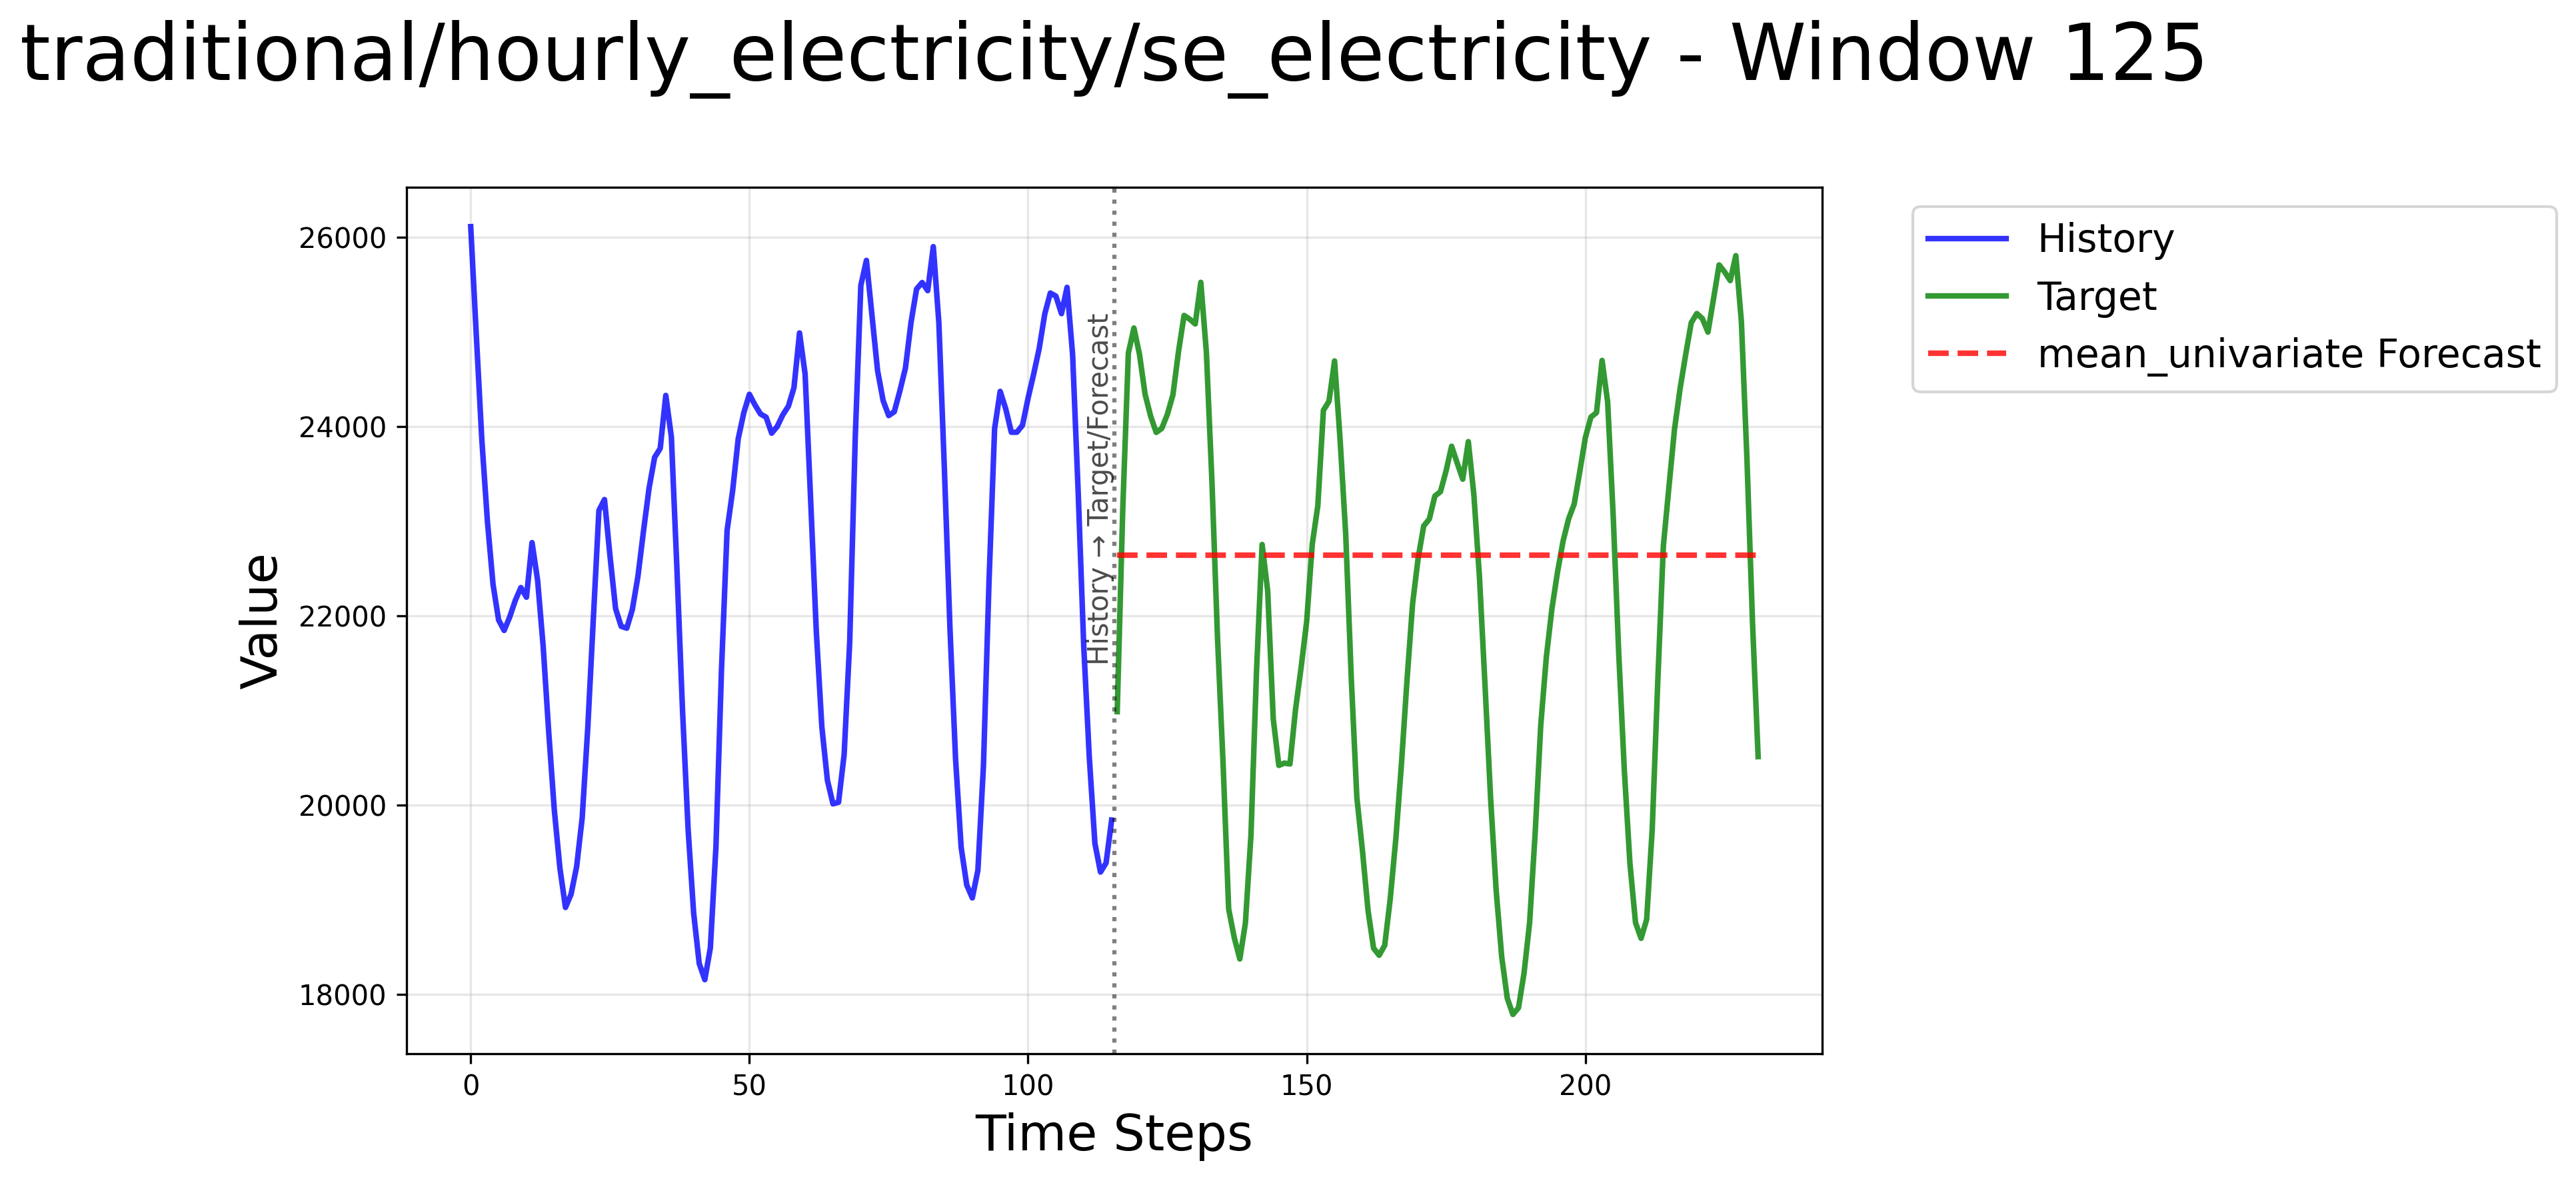 traditional/hourly_electricity/se_electricity - Window 125
History
Target
mean_univariate Forecast
History → Target/Forecast
Value
26000
24000
22000
20000
18000
0
50
100
150
200
Time Steps